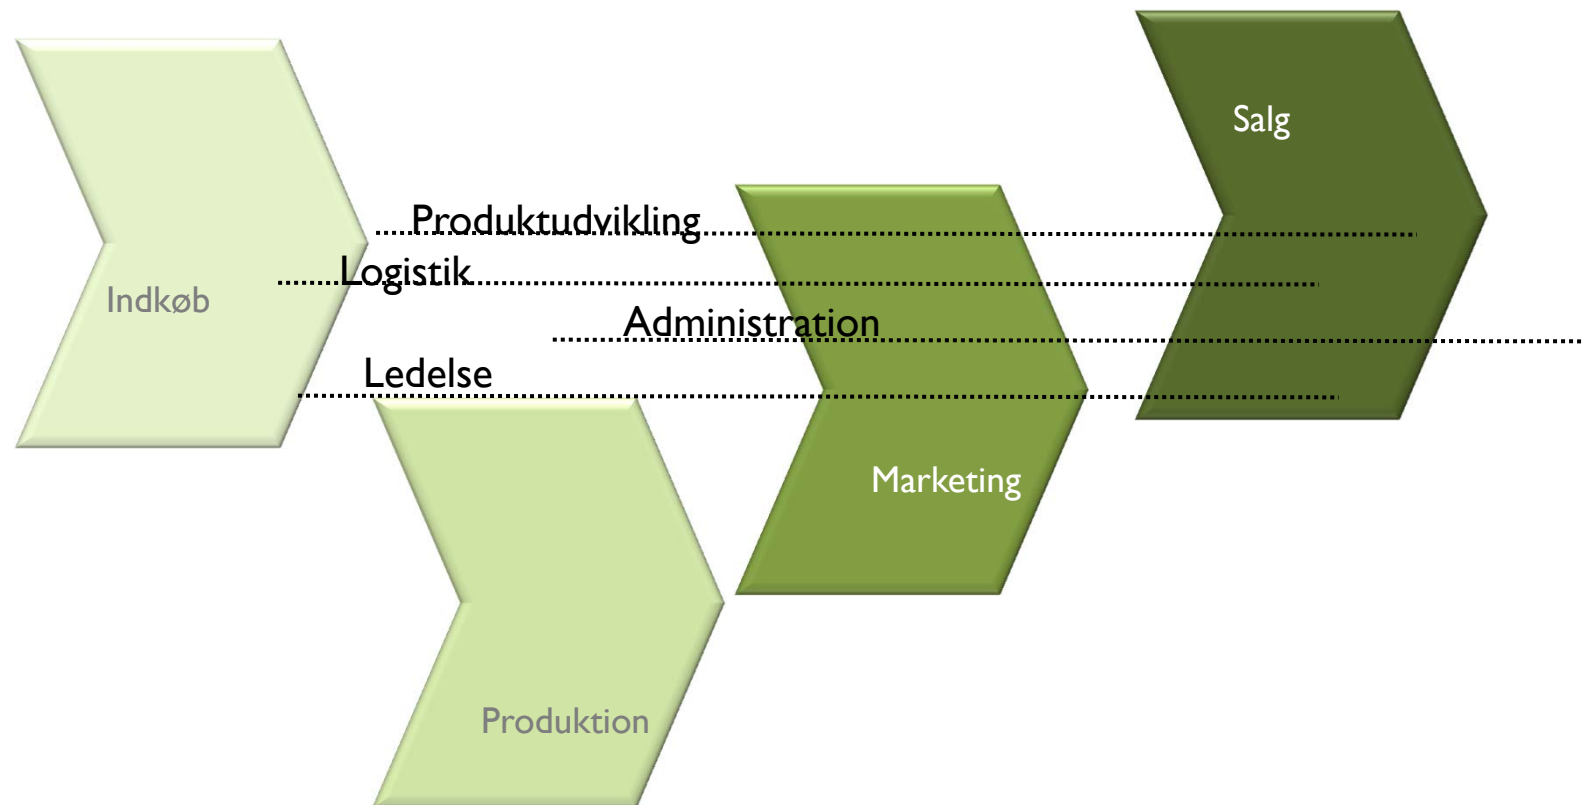 Salg
Produktudvikling
Logistik
Indkøb
Administration
Ledelse
Marketing
Produktion